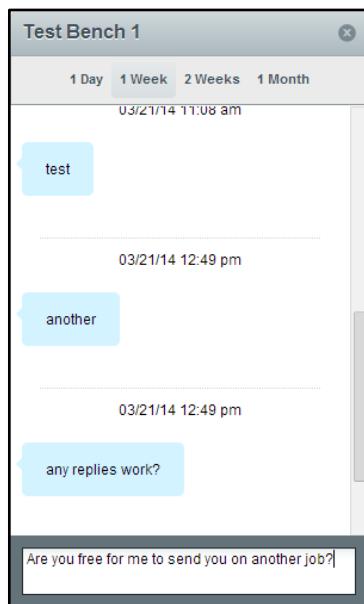 Test Bench 1
1 Day 1 Week 2 Weeks 1 Month
03/21/14 11:08 am
test
03/21/14 12:49 pm
another
03/21/14 12:49 pm
any replies work?
Are you free for me to send you on another job?